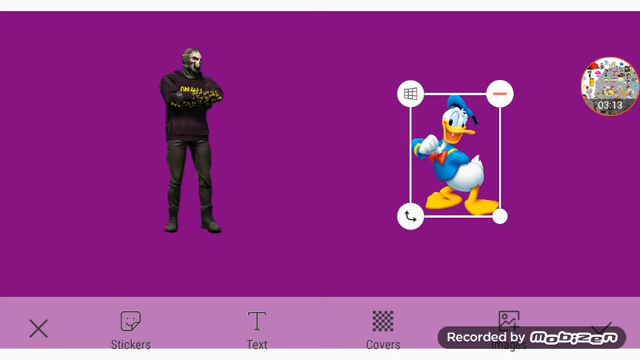 03:13
Stickers
Text
Covers
Images
Recorded by Mobizen